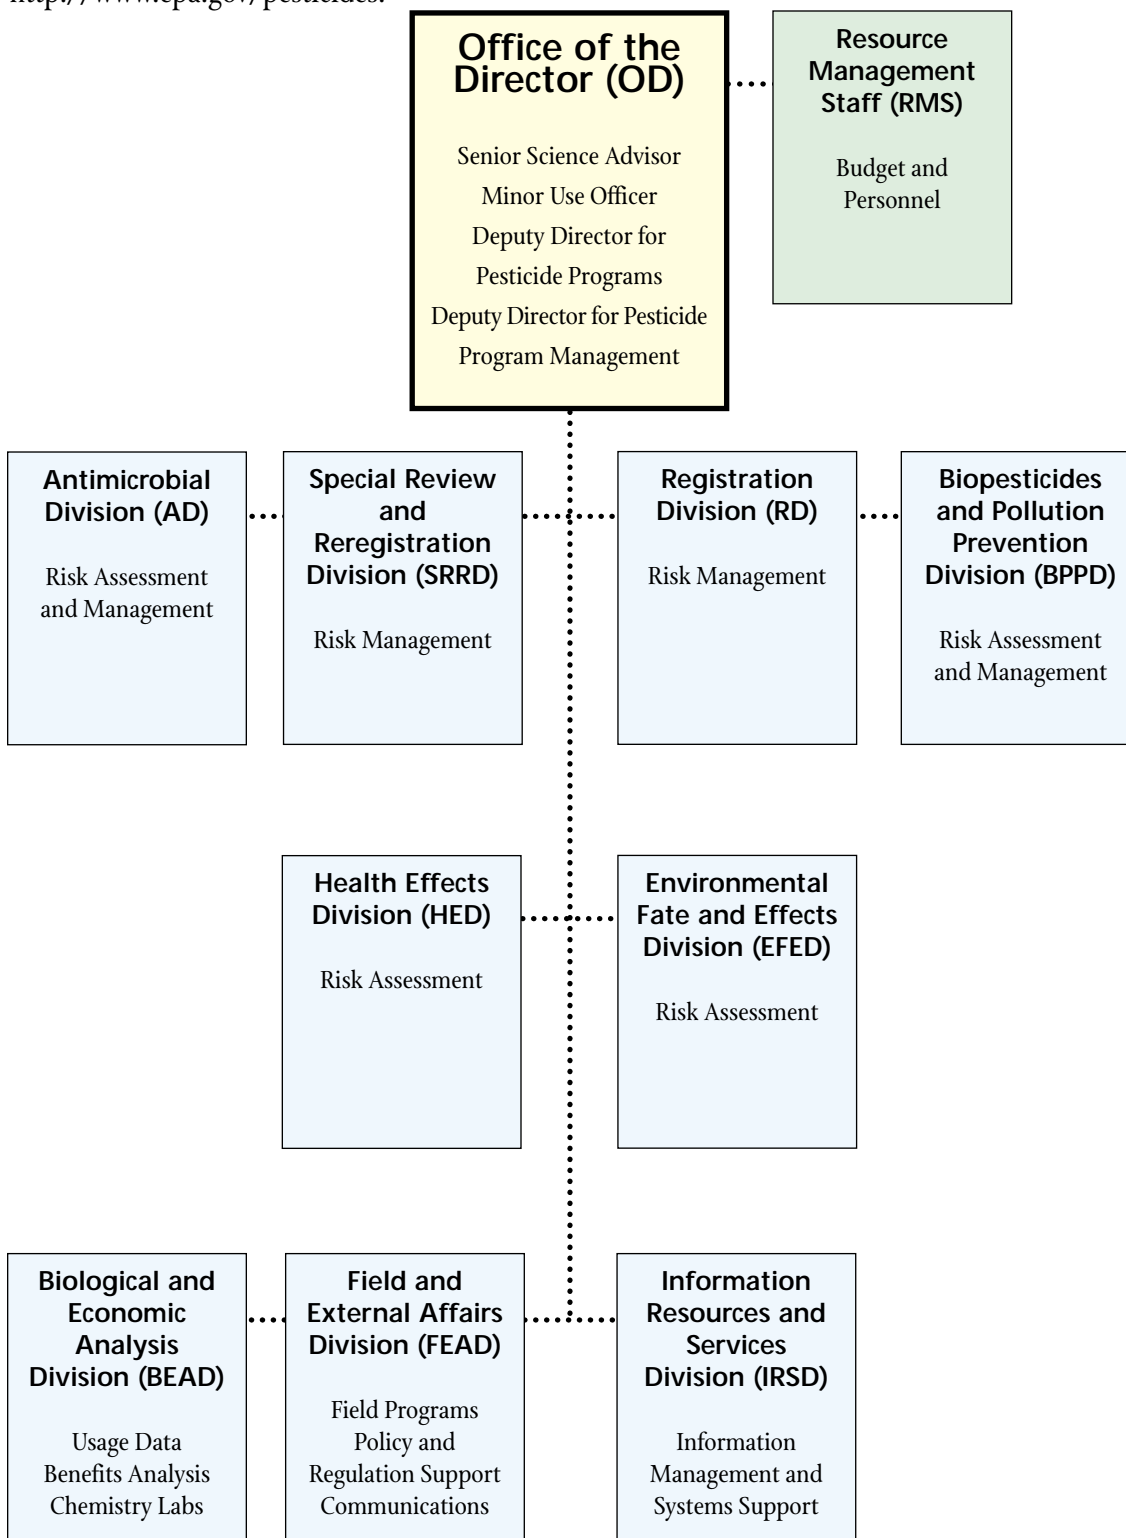 http://www.epa.gov/pesticides.
Office of the
Director (OD)
Senior Science Advisor
Minor Use Officer
Deputy Director for
Pesticide Programs
Deputy Director for Pesticide
Program Management
Resource
Management
Staff (RMS)
Budget and
Personnel
Antimicrobial
Division (AD)
Risk Assessment
and Management
Special Review
and
Reregistration
Division (SRRD)
Risk Management
Registration
Division (RD)
Risk Management
Biopesticides
and Pollution
Prevention
Division (BPPD)
Risk Assessment
and Management
Health Effects
Division (HED)
Risk Assessment
Environmental
Fate and Effects
Division (EFED)
Risk Assessment
Biological and
Economic
Analysis
Division (BEAD)
Usage Data
Benefits Analysis
Chemistry Labs
Field and
External Affairs
Division (FEAD)
Field Programs
Policy and
Regulation Support
Communications
Information
Resources and
Services
Division (IRSD)
Information
Management and
Systems Support